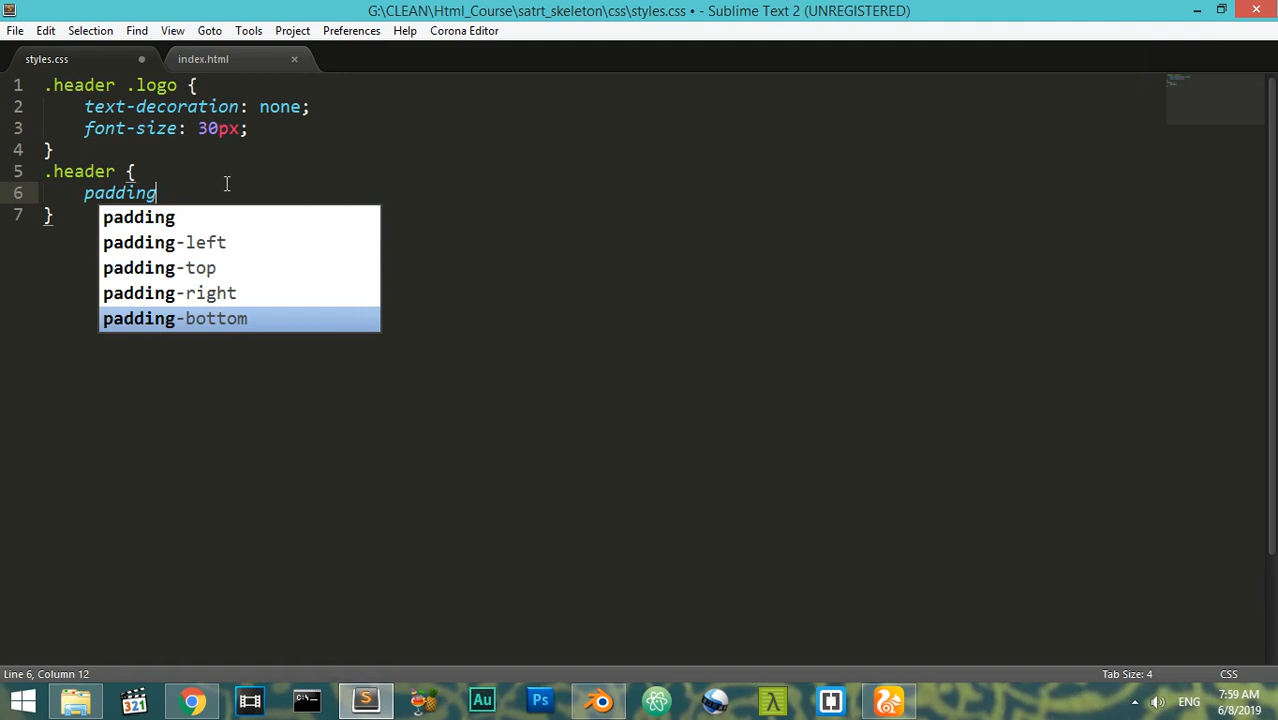 G:\CLEAN\Html_Course\satrt_skeleton\css\styles.css • - Sublime Text 2 (UNREGISTERED)
File Edit Selection Find View Goto Tools Project Preferences Help Corona Editor
styles.css index.html
1 .header .logo {
2 text-decoration: none;
3 font-size: 30px;
4 }
5 .header {
6 padding
7 }
padding
padding-left
padding-top
padding-right
padding-bottom
Line 6, Column 12 Tab Size: 4 CSS
321 Au Ps ENG 7:59 AM
6/8/2019